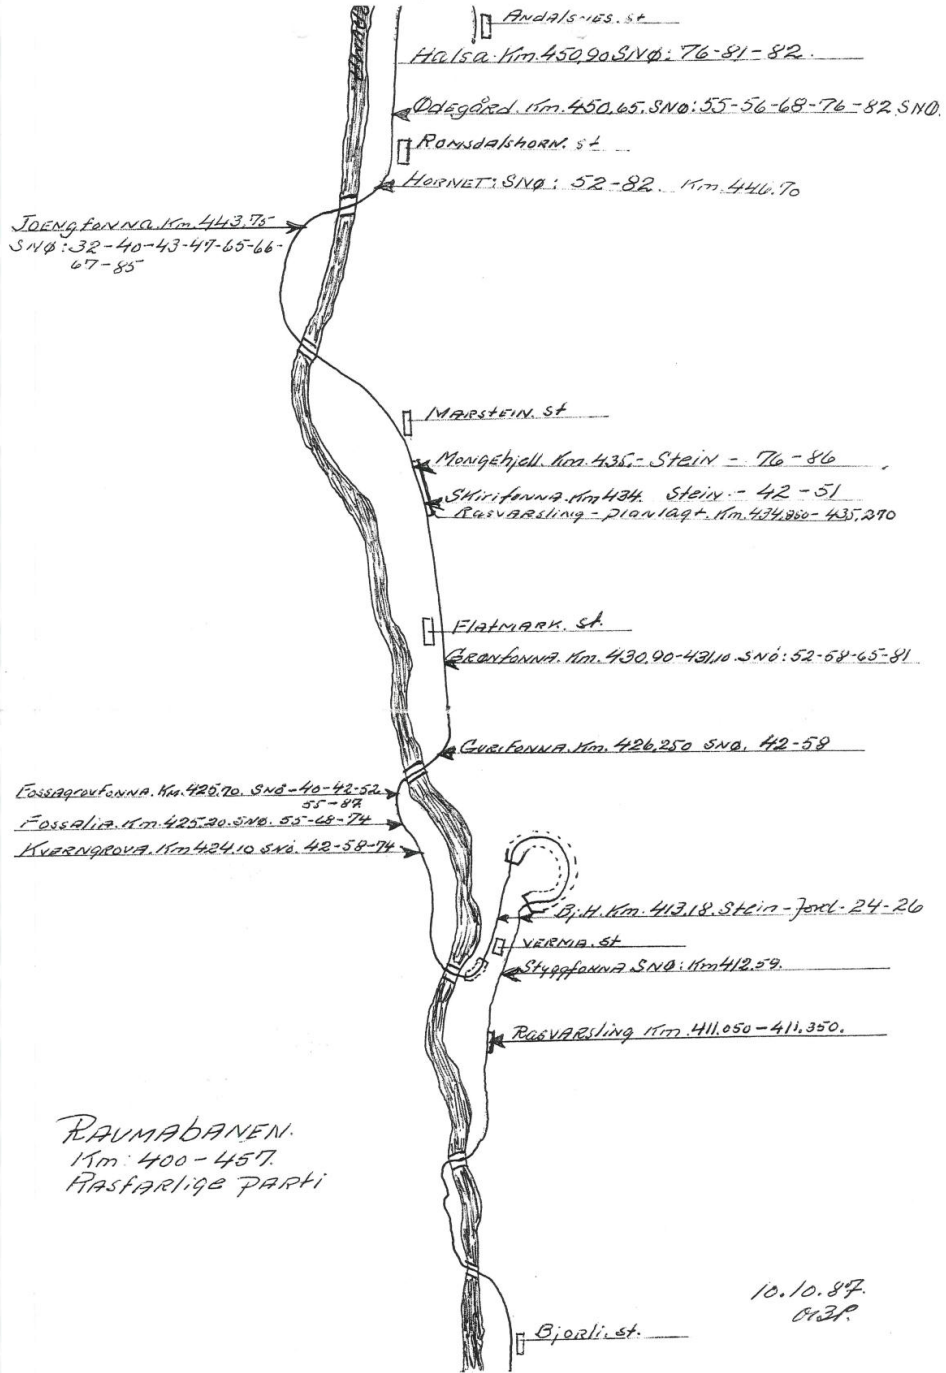 Åndalsnes. st
Halsa. Km. 450,90 SNØ: 76-81-82.
Ødegård. Km. 450,65. SNØ: 55-56-68-76-82 SNØ.
Romsdalshorn. st
HORNET: SNØ: 52-82. Km. 446.70
JOENGFONNA. Km. 443.75
SNØ: 32-40-43-47-65-66-
67-85
MARSTEIN. st
MONGEhjell. Km. 435,- Stein - 76-86
Skirifonna. Km 434. Stein - 42-51
RASVARSling - planlagt. Km. 434,950-435,270
FlATMARK. st.
GRØNFONNA. Km. 430,90-431,10. SNØ: 52-58-65-81
GURIFONNA. Km. 426,250 SNØ. 42-58
FOSSAGROVFONNA. Km. 425.70. SNØ-40-42-52
55-87
FOSSALIA. Km. 425.20. SNØ. 55-68-74
KVERNGROVA. Km 424.10 SNØ. 42-58-74
Bj.H. Km. 413,18. Stein-Jord-24-26
VERMA. st
Styggfonna SNØ: Km 412.59.
RASVARSling Km. 411.050-411.350.
RAUMABANEN.
Km: 400-457.
RASFARLIGE PARTI
10.10.87.
Bjorli. st.